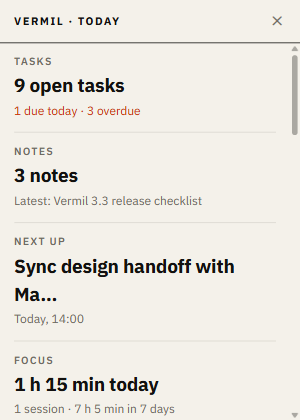 VERMIL · TODAY
TASKS
9 open tasks
1 due today · 3 overdue
NOTES
3 notes
Latest: Vermil 3.3 release checklist
NEXT UP
Sync design handoff with
Ma…
Today, 14:00
FOCUS
1 h 15 min today
1 session · 7 h 5 min in 7 days